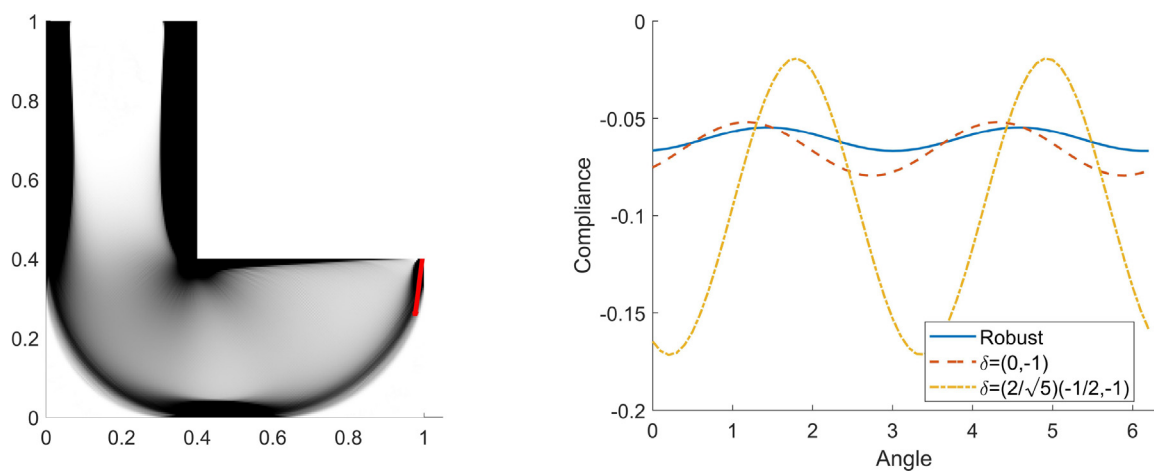 1
0.8
0.6
0.4
0.2
0
0 0.2 0.4 0.6 0.8 1
0
-0.05
-0.1
-0.15
-0.2
Compliance
Robust
δ=(0,-1)
δ=(2/√5)(-1/2,-1)
0 1 2 3 4 5 6
Angle